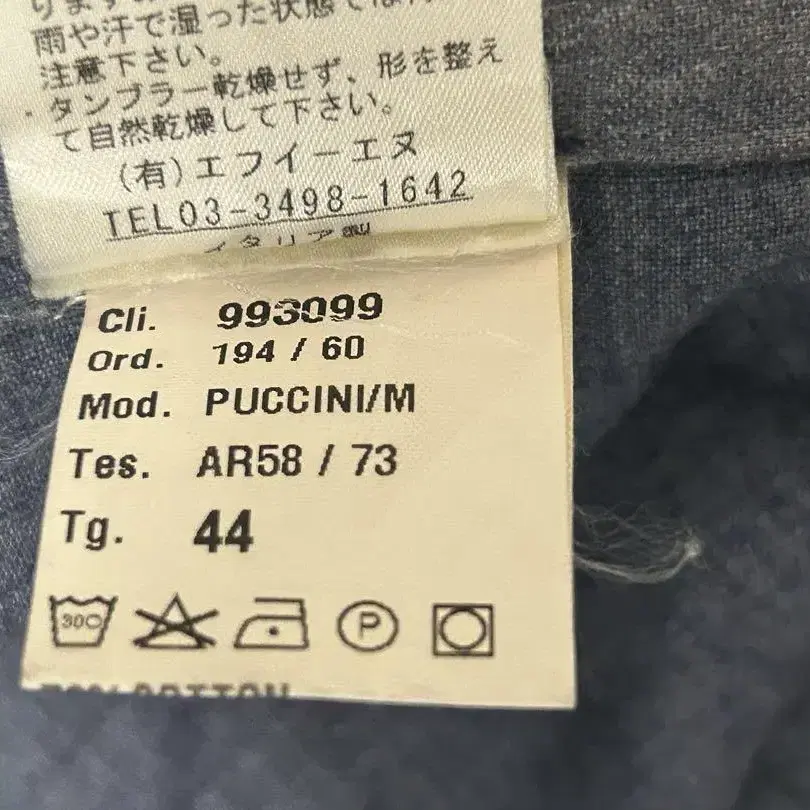 雨や汗で湿った状態では
注意下さい。
・タンブラー乾燥せず、形を整え
て自然乾燥して下さい。
(有)エフイーエヌ
TEL03-3498-1642
イタリア製
Cli. 993099
Ord. 194 / 60
Mod. PUCCINI/M
Tes. AR58 / 73
Tg. 44
30C
P
COTTON